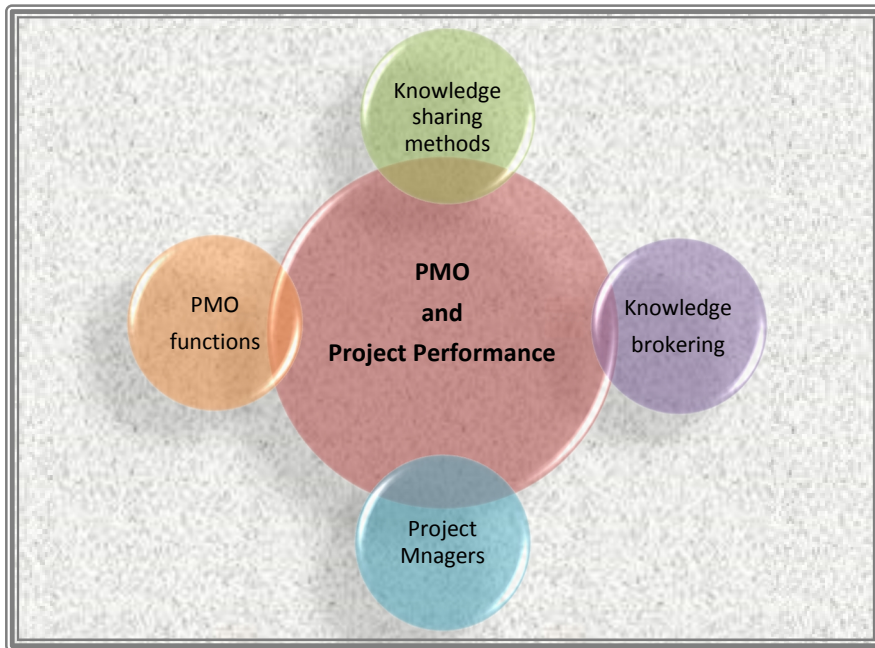 Knowledge
sharing
methods
PMO
and
Project Performance
PMO
functions
Knowledge
brokering
Project
Mnagers